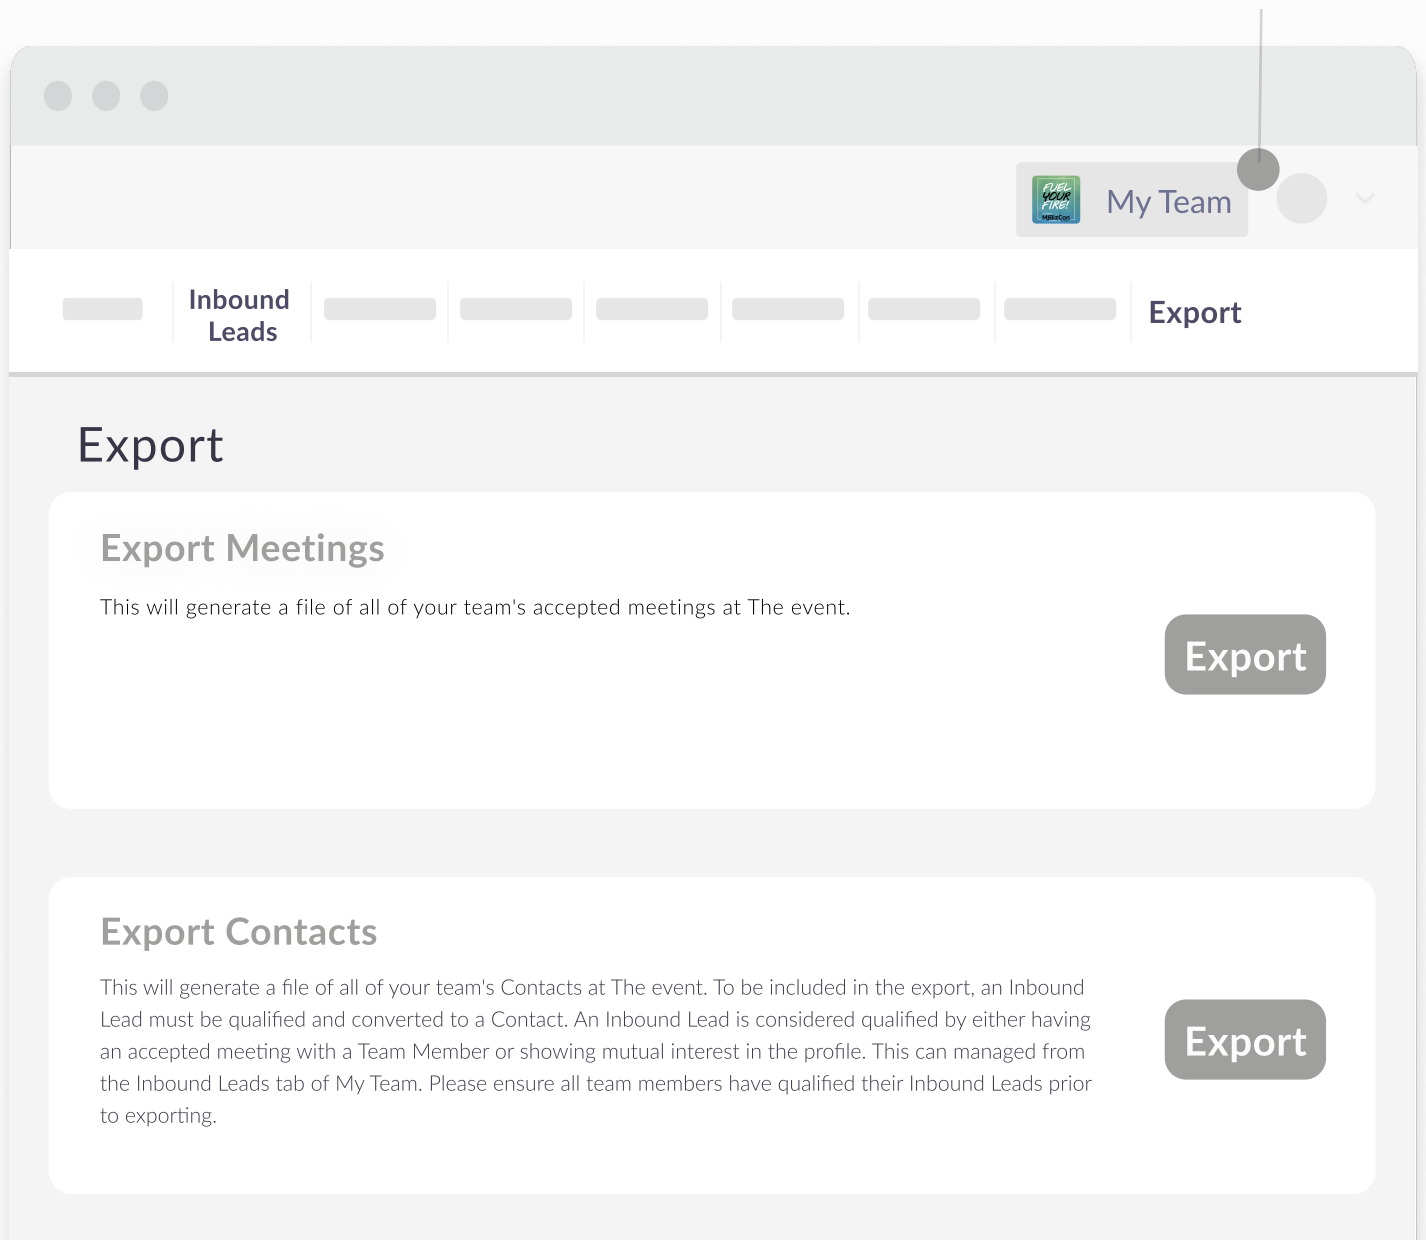 FUEL
YOUR
FIRE!
MJBizCon
My Team
Inbound
Leads
Export
Export
Export Meetings
This will generate a file of all of your team's accepted meetings at The event.
Export
Export Contacts
This will generate a file of all of your team's Contacts at The event. To be included in the export, an Inbound
Lead must be qualified and converted to a Contact. An Inbound Lead is considered qualified by either having
an accepted meeting with a Team Member or showing mutual interest in the profile. This can managed from
the Inbound Leads tab of My Team. Please ensure all team members have qualified their Inbound Leads prior
to exporting.
Export